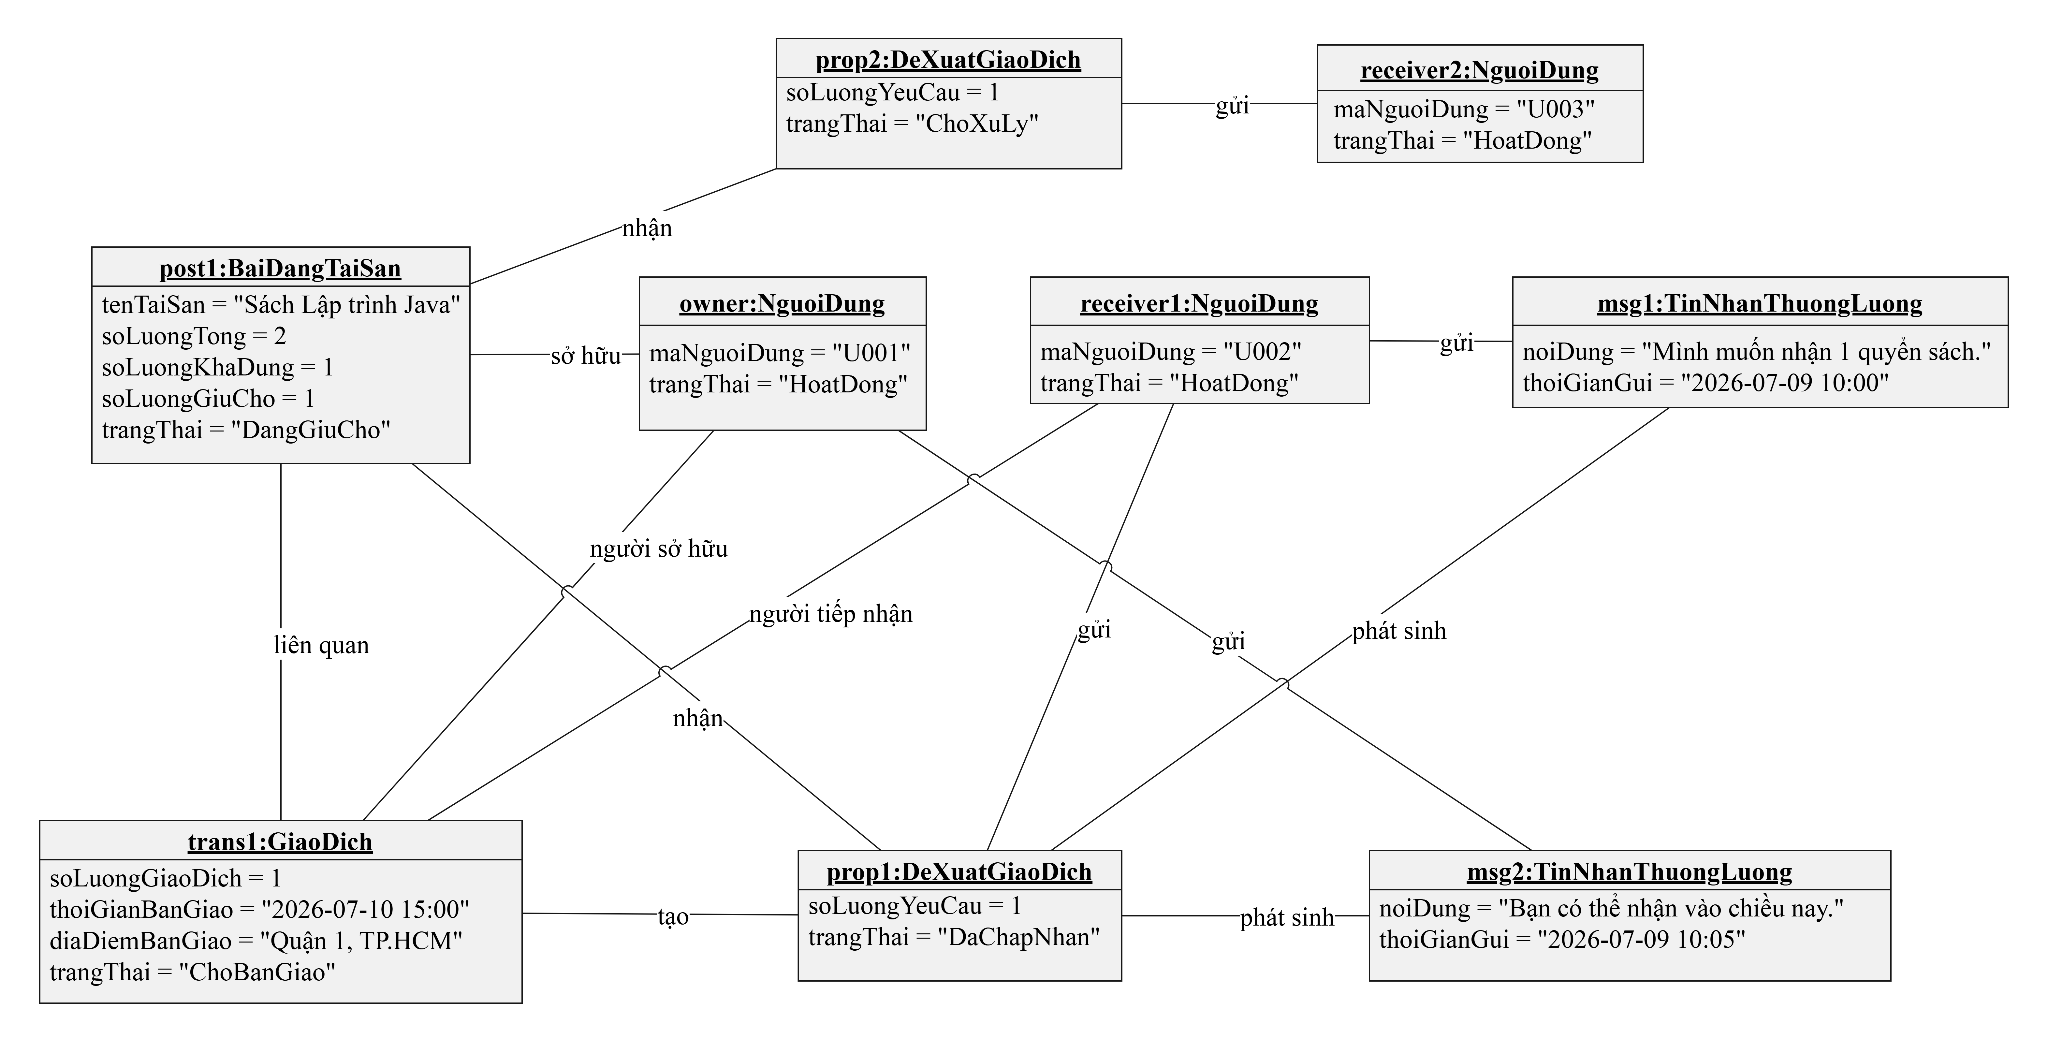 prop2:DeXuatGiaoDich
soLuongYeuCau = 1
trangThai = "ChoXuLy"
gửi
receiver2:NguoiDung
maNguoiDung = "U003"
trangThai = "HoatDong"
nhận
post1:BaiDangTaiSan
tenTaiSan = "Sách Lập trình Java"
soLuongTong = 2
soLuongKhaDung = 1
soLuongGiuCho = 1
trangThai = "DangGiuCho"
sở hữu
owner:NguoiDung
maNguoiDung = "U001"
trangThai = "HoatDong"
receiver1:NguoiDung
maNguoiDung = "U002"
trangThai = "HoatDong"
gửi
msg1:TinNhanThuongLuong
noiDung = "Mình muốn nhận 1 quyển sách."
thoiGianGui = "2026-07-09 10:00"
người sở hữu
người tiếp nhận
liên quan
gửi
gửi
phát sinh
nhận
trans1:GiaoDich
soLuongGiaoDich = 1
thoiGianBanGiao = "2026-07-10 15:00"
diaDiemBanGiao = "Quận 1, TP.HCM"
trangThai = "ChoBanGiao"
tạo
prop1:DeXuatGiaoDich
soLuongYeuCau = 1
trangThai = "DaChapNhan"
phát sinh
msg2:TinNhanThuongLuong
noiDung = "Bạn có thể nhận vào chiều nay."
thoiGianGui = "2026-07-09 10:05"